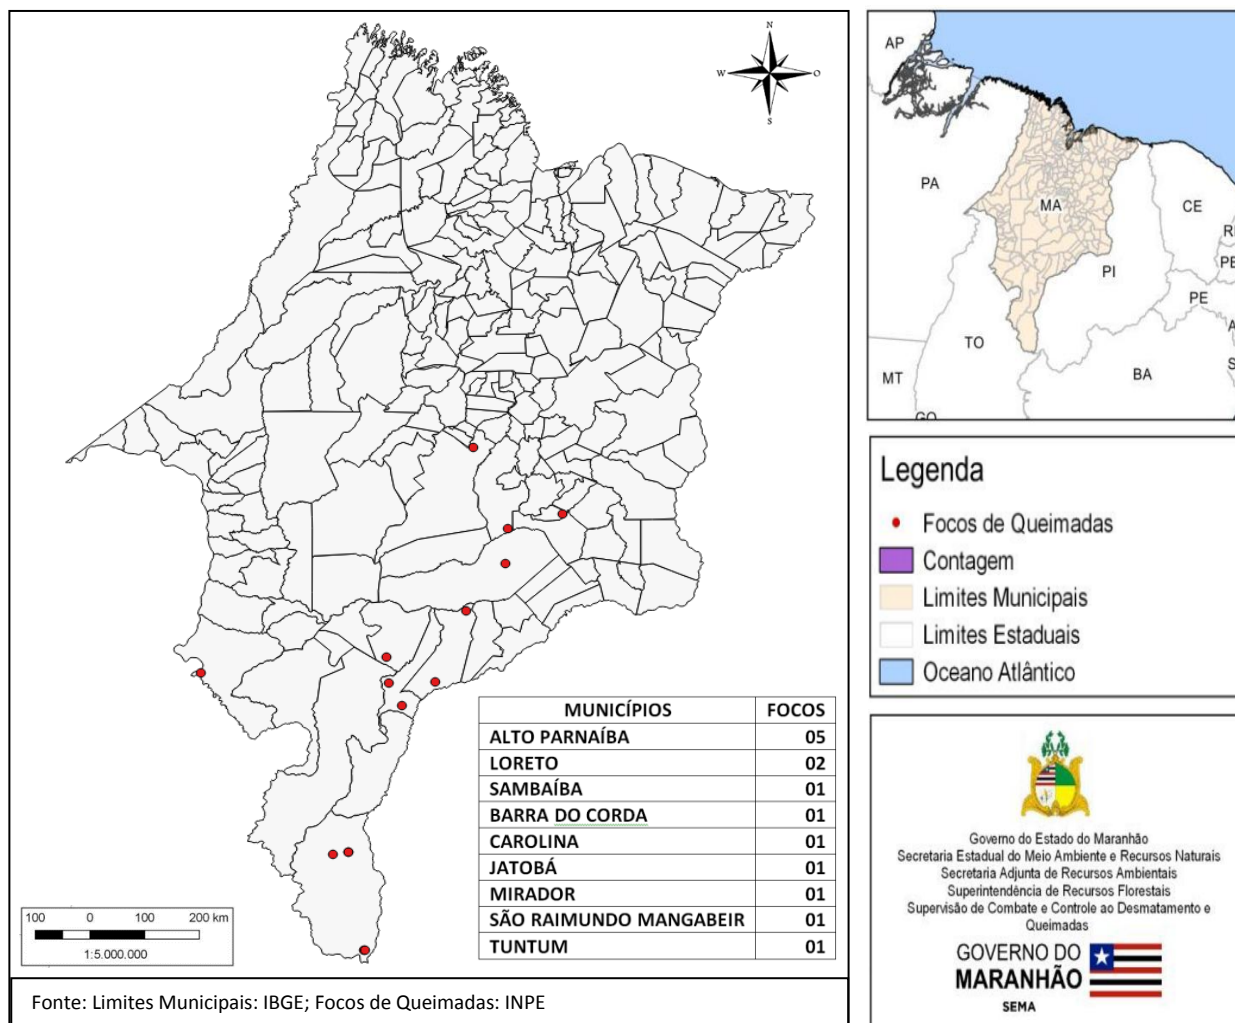 N
W
O
S
MUNICÍPIOS FOCOS
ALTO PARNAÍBA 05
LORETO 02
SAMBAÍBA 01
BARRA DO CORDA 01
CAROLINA 01
JATOBÁ 01
MIRADOR 01
SÃO RAIMUNDO MANGABEIR 01
TUNTUM 01
100 0 100 200 km
1:5.000.000
Fonte: Limites Municipais: IBGE; Focos de Queimadas: INPE
AP
PA
MA
CE
PI
PE
TO
BA
MT
Legenda
Focos de Queimadas
Contagem
Limites Municipais
Limites Estaduais
Oceano Atlântico
Governo do Estado do Maranhão
Secretaria Estadual do Meio Ambiente e Recursos Naturais
Secretaria Adjunta de Recursos Ambientais
Superintendência de Recursos Florestais
Supervisão de Combate e Controle ao Desmatamento e
Queimadas
GOVERNO DO
MARANHÃO
SEMA